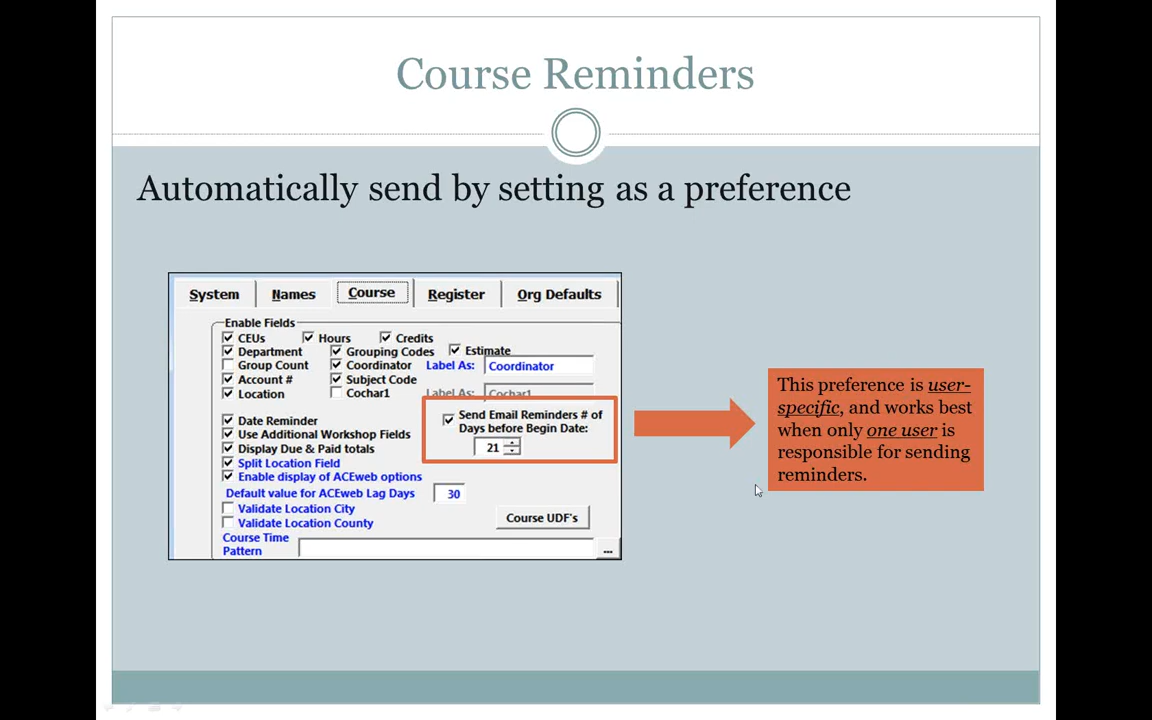 Course Reminders
Automatically send by setting as a preference
System Names Course Register Org Defaults
Enable Fields
CEUs Hours Credits
Department Grouping Codes Estimate
Group Count Coordinator Label As: Coordinator
Account # Subject Code
Location Cochar1 Label As: Cochar1
Date Reminder
Use Additional Workshop Fields
Display Due & Paid totals
Split Location Field
Enable display of ACEweb options
Send Email Reminders # of
Days before Begin Date:
21
Default value for ACEweb Lag Days 30
Validate Location City
Validate Location County
Course UDF's
Course Time
Pattern
...
This preference is user-
specific, and works best
when only one user is
responsible for sending
reminders.